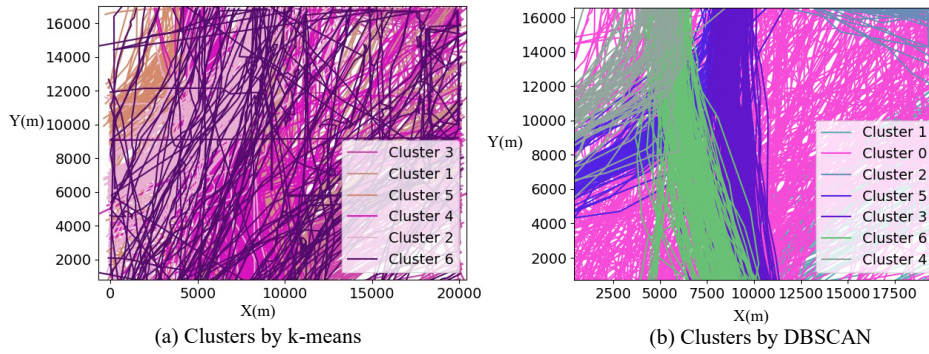 16000
14000
12000
10000
8000
6000
4000
2000
Y(m)
0
5000
10000
15000
20000
X(m)
Cluster 3
Cluster 1
Cluster 5
Cluster 4
Cluster 2
Cluster 6
(a) Clusters by k-means
16000
14000
12000
10000
8000
6000
4000
2000
Y(m)
2500 5000 7500 10000 12500 15000 17500
X(m)
Cluster 1
Cluster 0
Cluster 2
Cluster 5
Cluster 3
Cluster 6
Cluster 4
(b) Clusters by DBSCAN